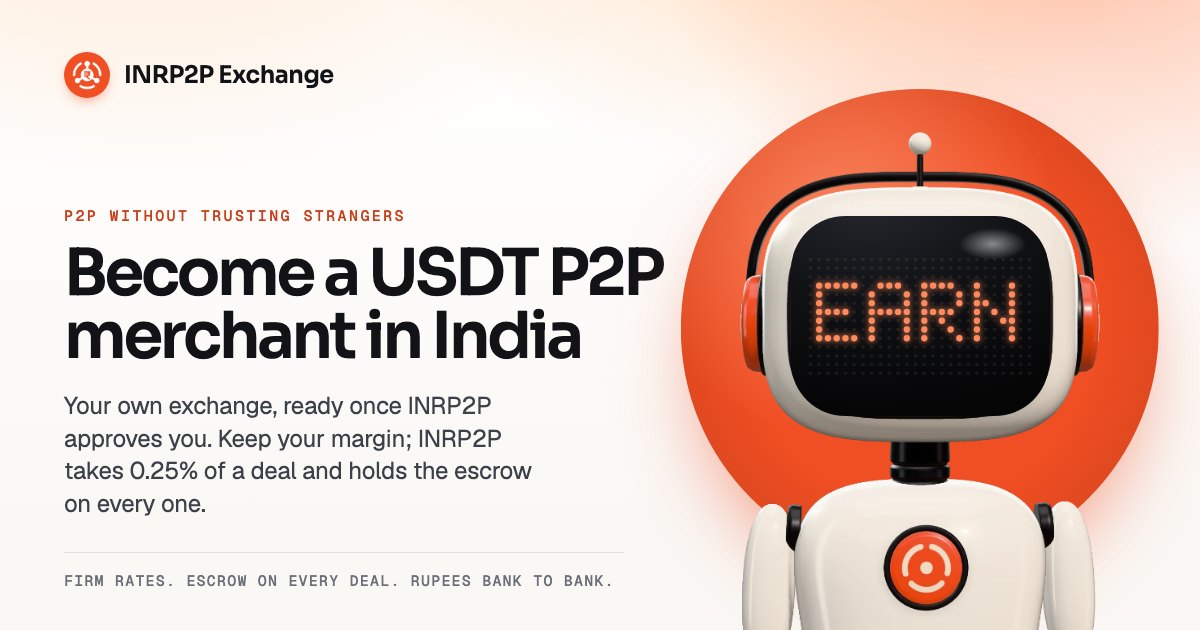 INRP2P Exchange
P2P WITHOUT TRUSTING STRANGERS
Become a USDT P2P
merchant in India
Your own exchange, ready once INRP2P
approves you. Keep your margin; INRP2P
takes 0.25% of a deal and holds the escrow
on every one.
FIRM RATES. ESCROW ON EVERY DEAL. RUPEES BANK TO BANK.
EARN